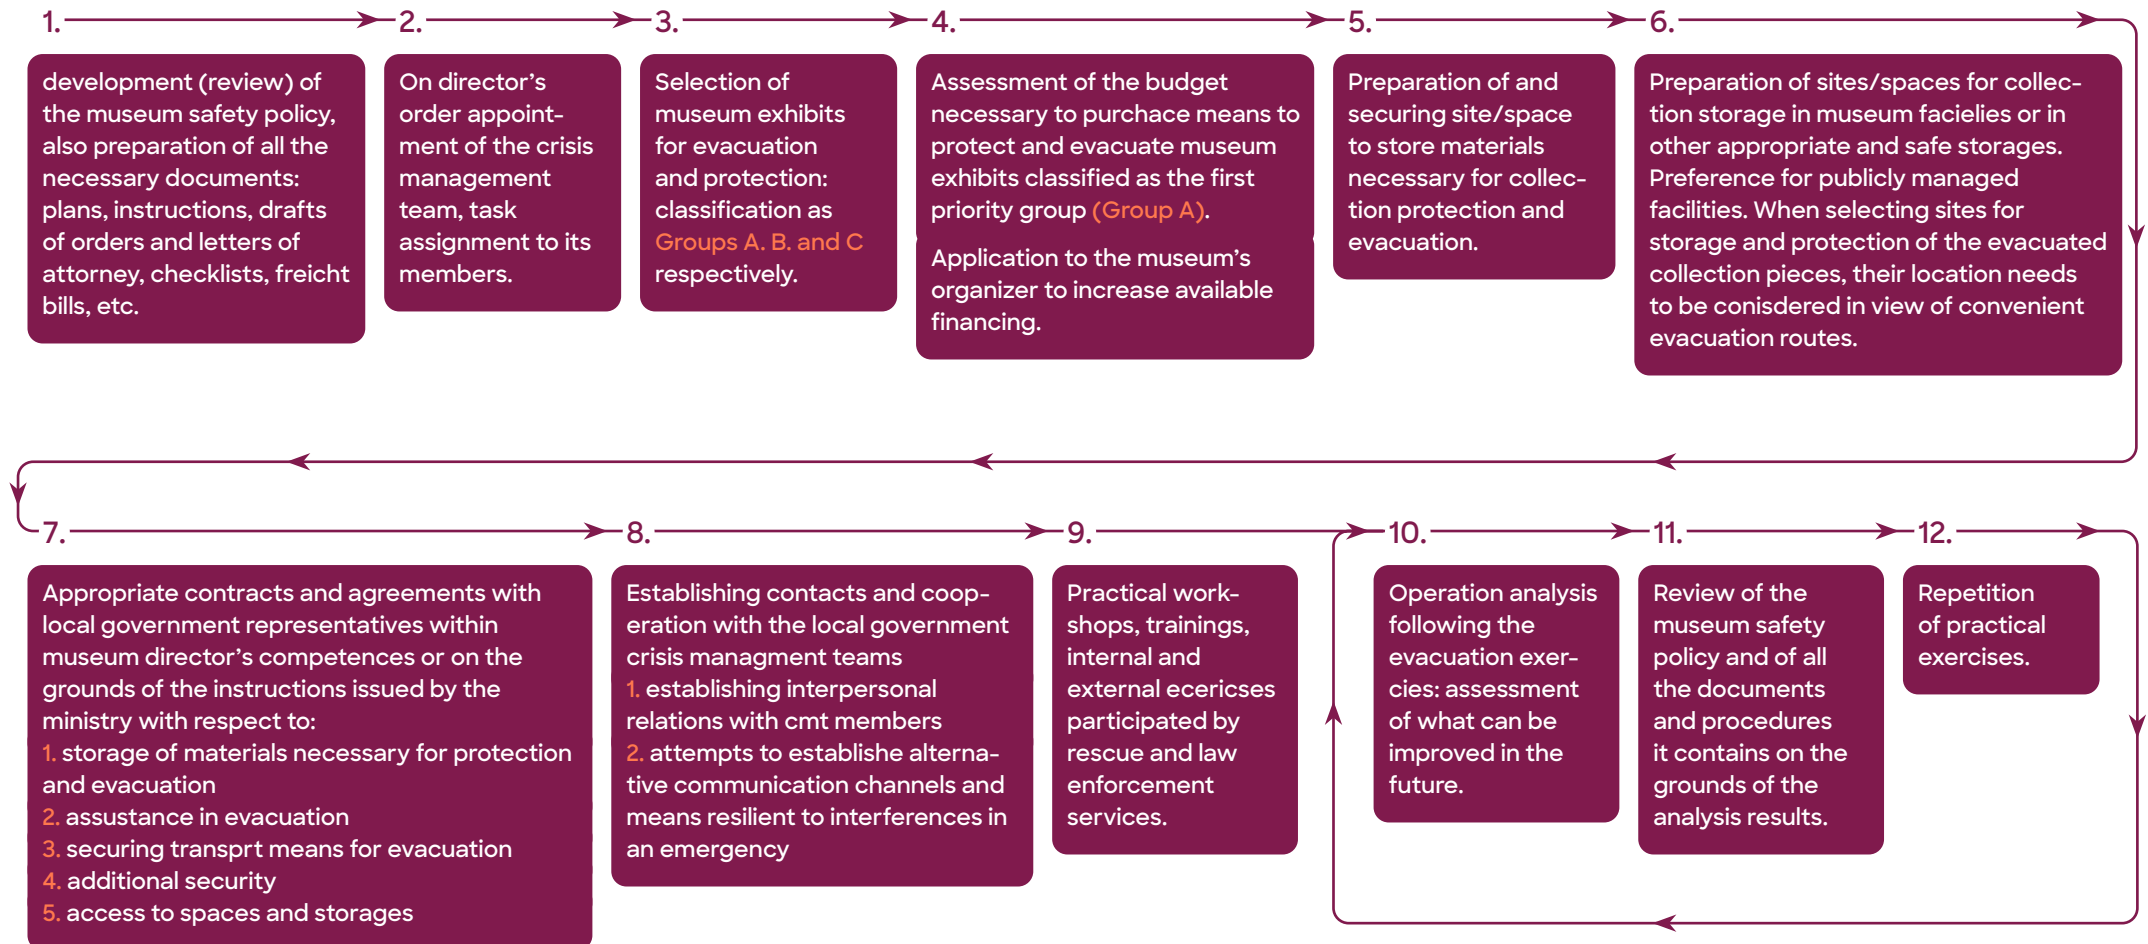 1.
development (review) of
the museum safety policy,
also preparation of all the
necessary documents:
plans, instructions, drafts
of orders and letters of
attorney, checklists, freicht
bills, etc.
2.
On director’s
order appoint-
ment of the crisis
management
team, task
assignment to its
members.
3.
Selection of
museum exhibits
for evacuation
and protection:
classification as
Groups A. B. and C
respectively.
4.
Assessment of the budget
necessary to purchace means to
protect and evacuate museum
exhibits classified as the first
priority group (Group A).
Application to the museum’s
organizer to increase available
financing.
5.
Preparation of and
securing site/space
to store materials
necessary for collec-
tion protection and
evacuation.
6.
Preparation of sites/spaces for collec-
tion storage in museum facielies or in
other appropriate and safe storages.
Preference for publicly managed
facilities. When selecting sites for
storage and protection of the evacuated
collection pieces, their location needs
to be conisdered in view of convenient
evacuation routes.
7.
Appropriate contracts and agreements with
local government representatives within
museum director’s competences or on the
grounds of the instructions issued by the
ministry with respect to:
1. storage of materials necessary for protection
and evacuation
2. assustance in evacuation
3. securing transprt means for evacuation
4. additional security
5. access to spaces and storages
8.
Establishing contacts and coop-
eration with the local government
crisis managment teams
1. establishing interpersonal
relations with cmt members
2. attempts to establishe alterna-
tive communication channels and
means resilient to interferences in
an emergency
9.
Practical work-
shops, trainings,
internal and
external ecericses
participated by
rescue and law
enforcement
services.
10.
Operation analysis
following the
evacuation exer-
cies: assessment
of what can be
improved in the
future.
11.
Review of the
museum safety
policy and of all
the documents
and procedures
it contains on the
grounds of the
analysis results.
12.
Repetition
of practical
exercises.